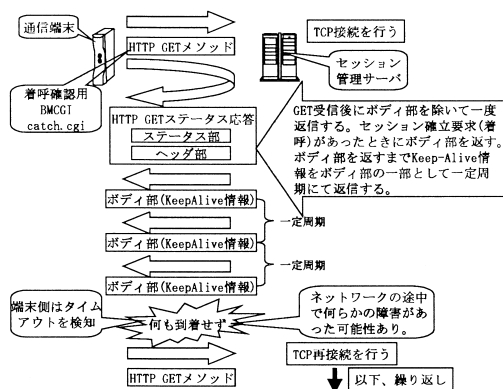 通信端末
HTTP GETメソッド
TCP接続を行う
セッション
管理サーバ
着呼確認用
BMCGI
catch.cgi
HTTP GETステータス応答
ステータス部
ヘッダ部
GET受信後にボディ部を除いて一度
返信する。セッション確立要求(着
呼)があったときにボディ部を返す。
ボディ部を返すまでKeep-Alive情
報をボディ部の一部として一定周
期にて返信する。
ボディ部(KeepAlive情報)
一定周期
ボディ部(KeepAlive情報)
一定周期
ボディ部(KeepAlive情報)
端末側はタイム
アウトを検知
何も到着せず
ネットワークの途中
で何らかの障害があ
った可能性あり。
TCP再接続を行う
HTTP GETメソッド
以下、繰り返し